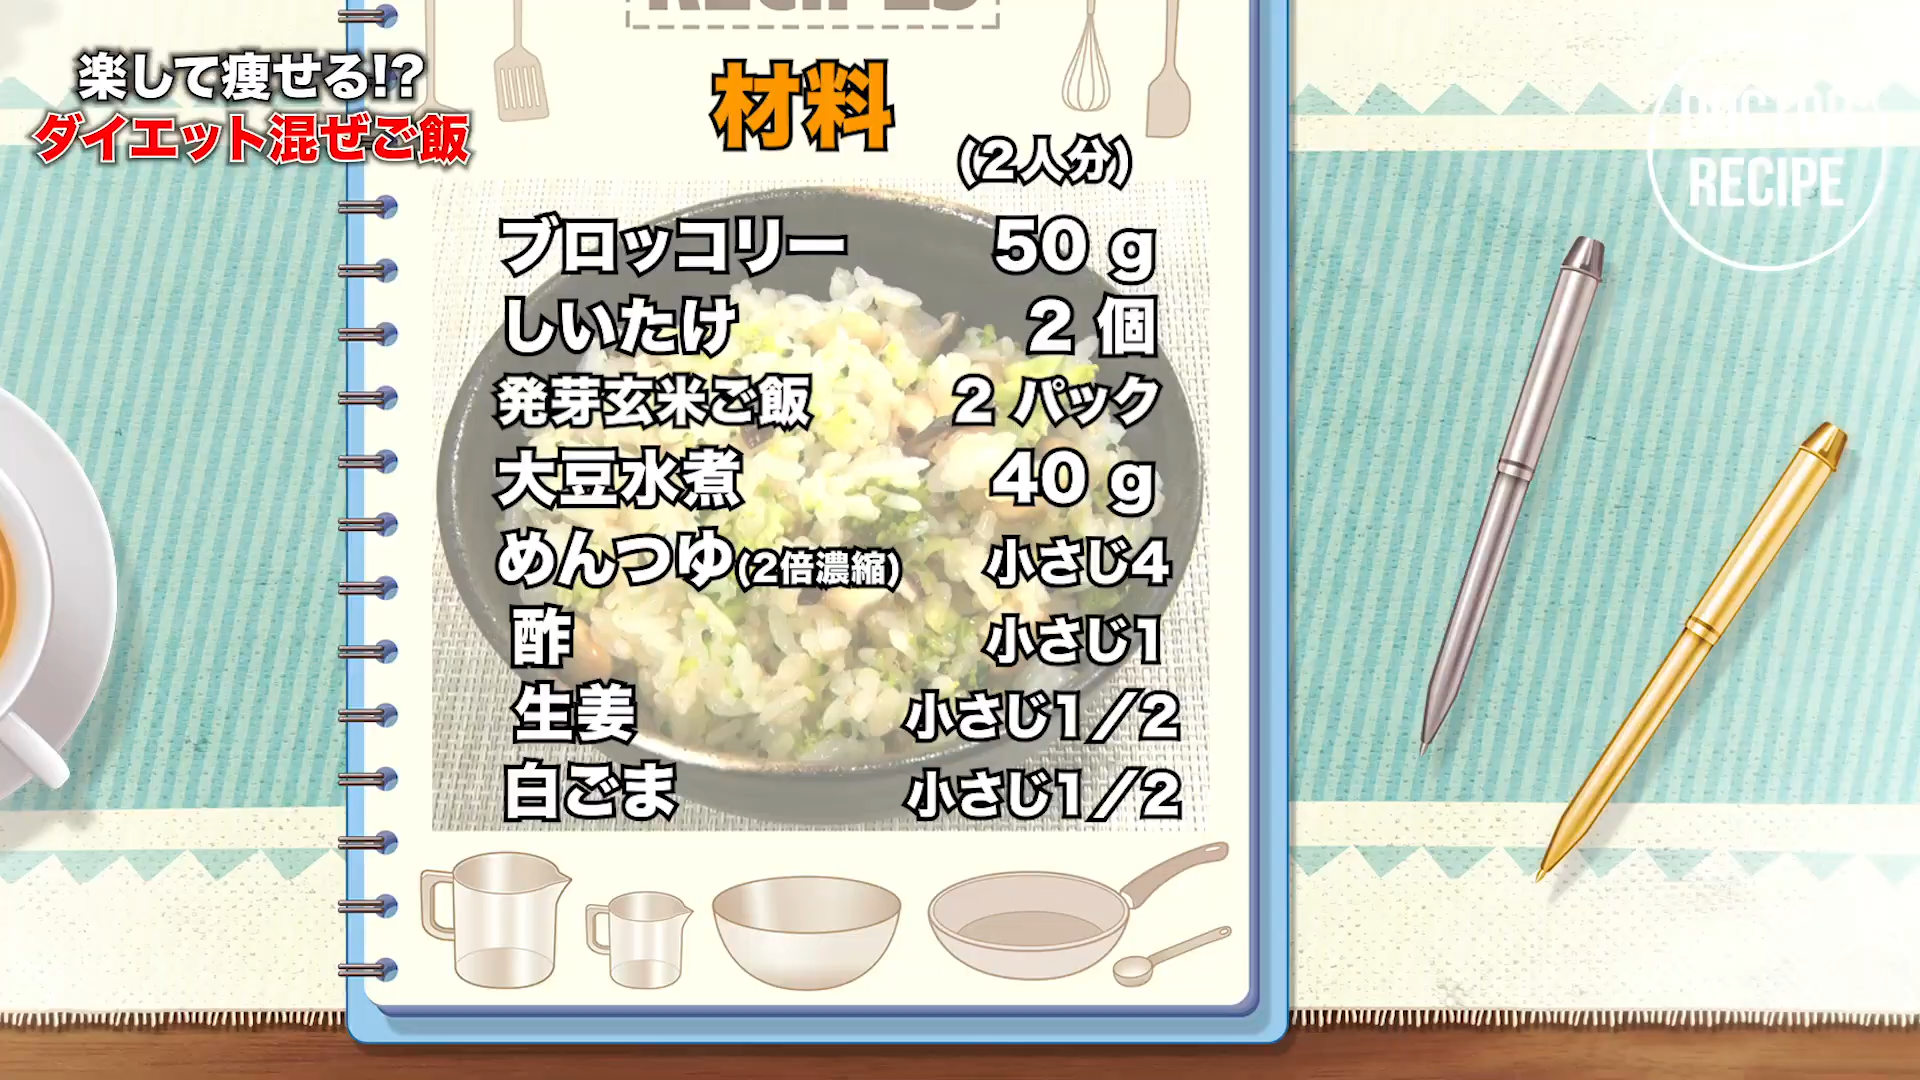 RECIPES
楽して痩せる!?
ダイエット混ぜご飯
材料
(2人分)
ブロッコリー 50 g
しいたけ 2 個
発芽玄米ご飯 2 パック
大豆水煮 40 g
めんつゆ(2倍濃縮) 小さじ4
酢 小さじ1
生姜 小さじ1／2
白ごま 小さじ1／2
RECIPE